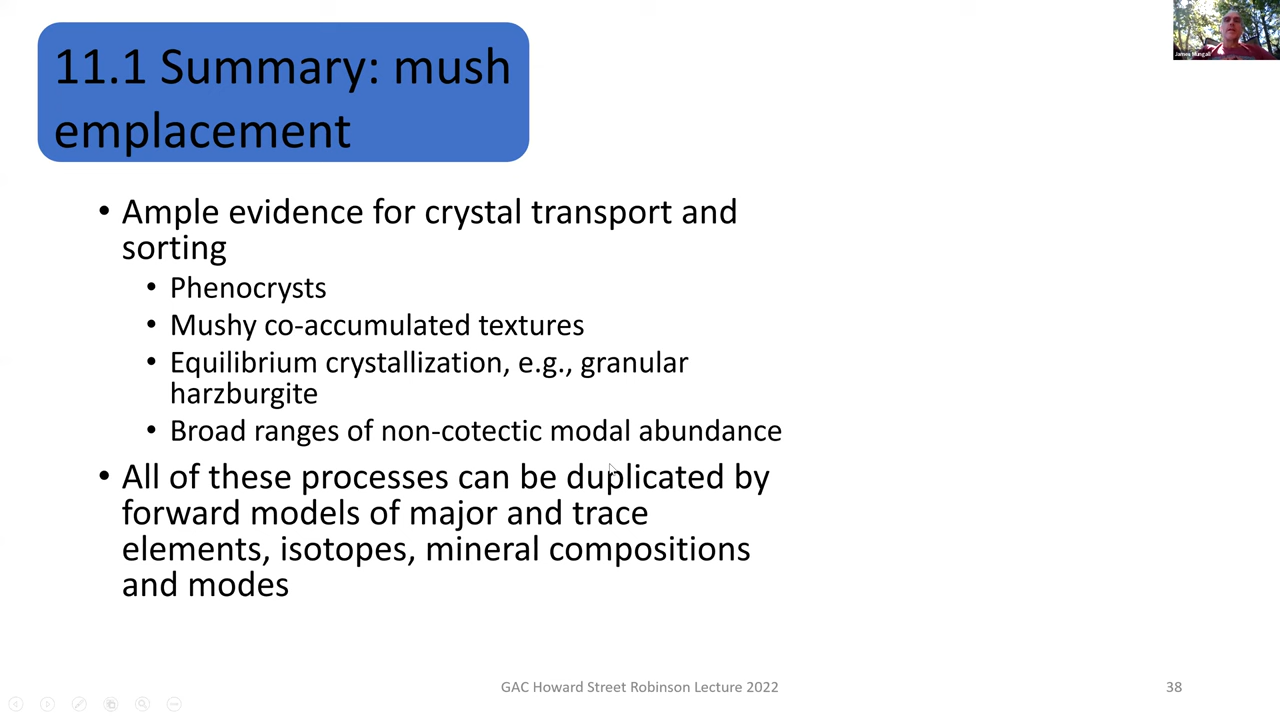 11.1 Summary: mush
emplacement
James Mungall
• Ample evidence for crystal transport and
sorting
• Phenocrysts
• Mushy co-accumulated textures
• Equilibrium crystallization, e.g., granular
harzburgite
• Broad ranges of non-cotectic modal abundance
• All of these processes can be duplicated by
forward models of major and trace
elements, isotopes, mineral compositions
and modes
GAC Howard Street Robinson Lecture 2022
38